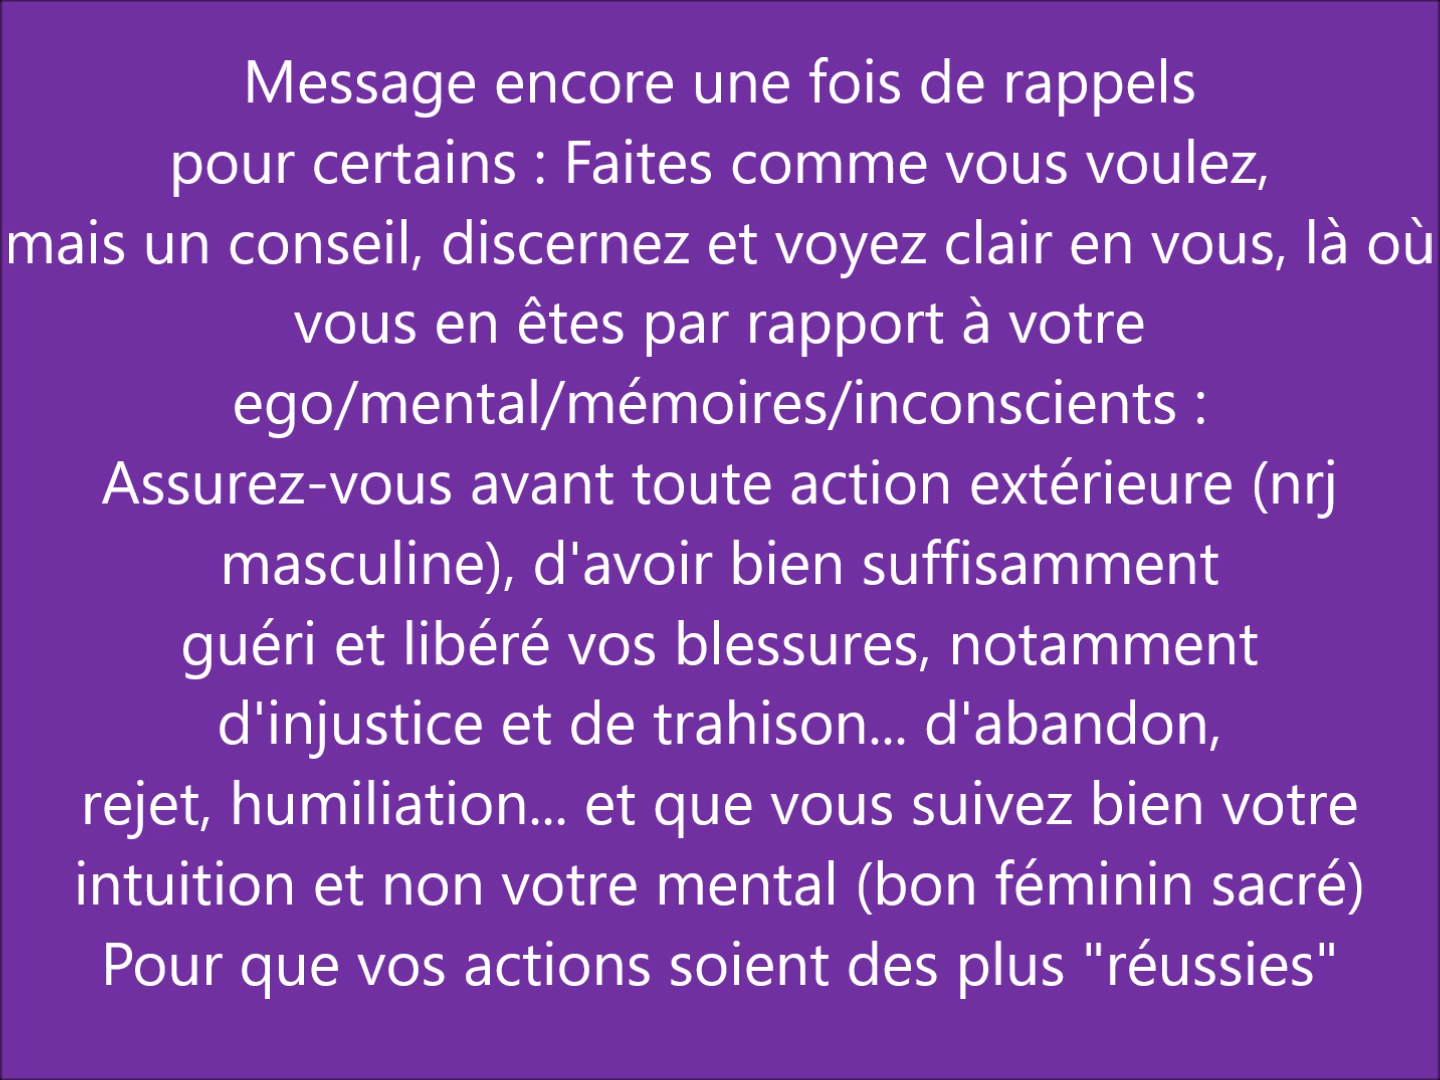 Message encore une fois de rappels
pour certains : Faites comme vous voulez,
mais un conseil, discernez et voyez clair en vous, là où
vous en êtes par rapport à votre
ego/mental/mémoires/inconscients :
Assurez-vous avant toute action extérieure (nrj
masculine), d'avoir bien suffisamment
guéri et libéré vos blessures, notamment
d'injustice et de trahison... d'abandon,
rejet, humiliation... et que vous suivez bien votre
intuition et non votre mental (bon féminin sacré)
Pour que vos actions soient des plus "réussies"